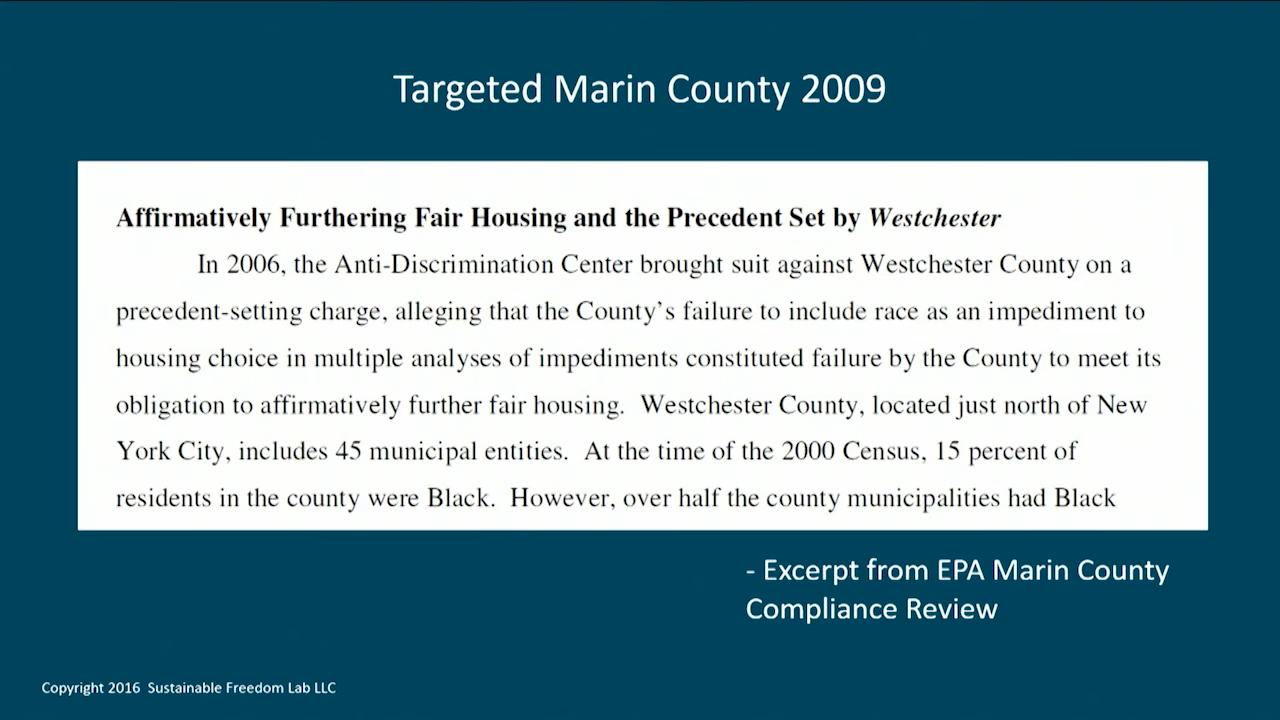 Targeted Marin County 2009
Affirmatively Furthering Fair Housing and the Precedent Set by Westchester
In 2006, the Anti-Discrimination Center brought suit against Westchester County on a
precedent-setting charge, alleging that the County's failure to include race as an impediment to
housing choice in multiple analyses of impediments constituted failure by the County to meet its
obligation to affirmatively further fair housing.  Westchester County, located just north of New
York City, includes 45 municipal entities.  At the time of the 2000 Census, 15 percent of
residents in the county were Black.  However, over half the county municipalities had Black
- Excerpt from EPA Marin County
Compliance Review
Copyright 2016  Sustainable Freedom Lab LLC